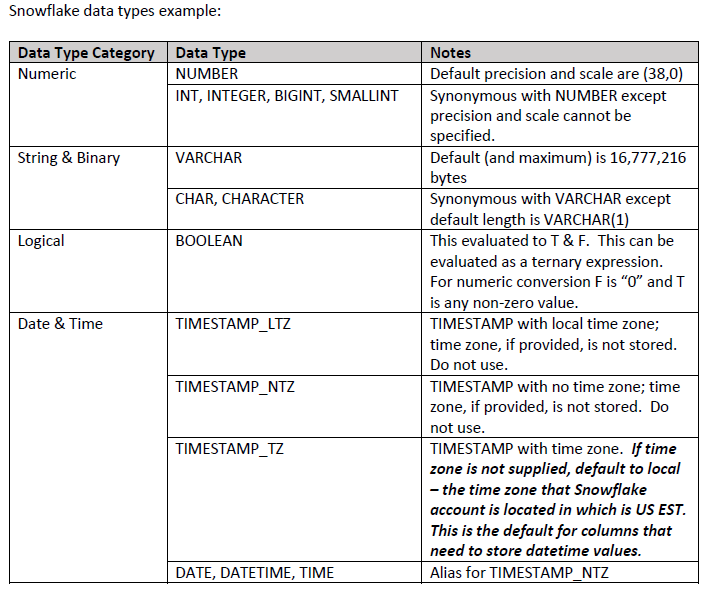 Snowflake data types example:
Data Type Category Data Type Notes
Numeric NUMBER Default precision and scale are (38,0)
INT, INTEGER, BIGINT, SMALLINT Synonymous with NUMBER except
precision and scale cannot be
specified.
String & Binary VARCHAR Default (and maximum) is 16,777,216
bytes
CHAR, CHARACTER Synonymous with VARCHAR except
default length is VARCHAR(1)
Logical BOOLEAN This evaluated to T & F.  This can be
evaluated as a ternary expression.
For numeric conversion F is “0” and T
is any non-zero value.
Date & Time TIMESTAMP_LTZ TIMESTAMP with local time zone;
time zone, if provided, is not stored.
Do not use.
TIMESTAMP_NTZ TIMESTAMP with no time zone; time
zone, if provided, is not stored.  Do
not use.
TIMESTAMP_TZ TIMESTAMP with time zone.  If time
zone is not supplied, default to local
– the time zone that Snowflake
account is located in which is US EST.
This is the default for columns that
need to store datetime values.
DATE, DATETIME, TIME Alias for TIMESTAMP_NTZ